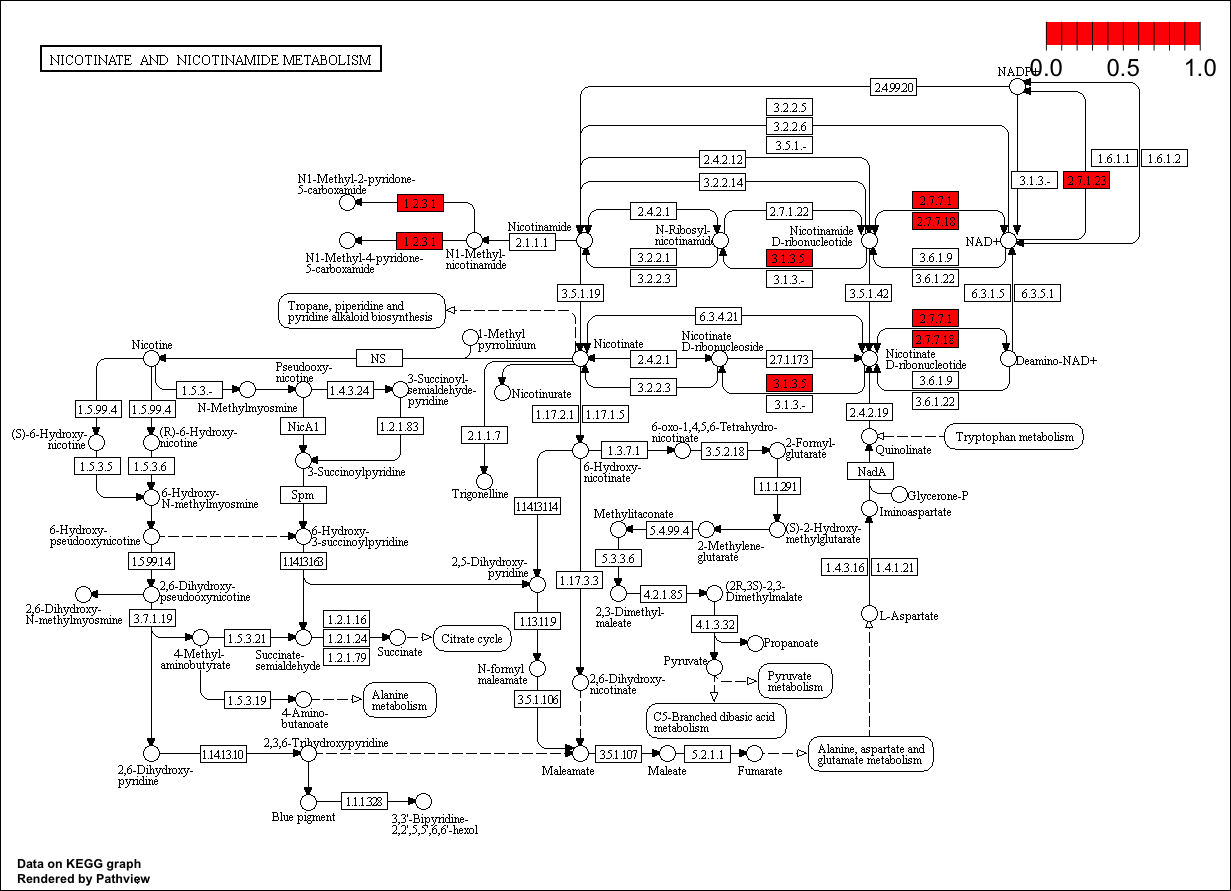 NICOTINATE AND NICOTINAMIDE METABOLISM
0.0 0.5 1.0
NADP+
2.4.99.20
3.2.2.5
3.2.2.6
3.5.1.-
2.4.2.12
3.2.2.14
1.6.1.1 1.6.1.2
3.1.3.- 2.7.1.23
N1-Methyl-2-pyridone-
5-carboxamide
1.2.3.1
1.2.3.1
N1-Methyl-4-pyridone-
5-carboxamide
N1-Methyl-
nicotinamide
2.1.1.1
Nicotinamide
2.4.2.1
N-Ribosyl-
nicotinamide
3.2.2.1
3.2.2.3
2.7.1.22
3.1.3.5
3.1.3.-
Nicotinamide
D-ribonucleotide
2.7.7.1
2.7.7.18
NAD+
3.6.1.9
3.6.1.22
3.5.1.19
3.5.1.42
6.3.1.5 6.3.5.1
Tropane, piperidine and
pyridine alkaloid biosynthesis
6.3.4.21
2.7.7.1
2.7.7.18
1-Methyl
pyrrolinium
Nicotinate
Nicotinate
D-ribonucleoside
Nicotinate
D-ribonucleotide
Deamino-NAD+
2.4.2.1
2.7.1.173
3.2.2.3
3.1.3.5
3.1.3.-
3.6.1.9
3.6.1.22
Nicotine
NS
1.5.3.-
N-Methylmyosmine
Pseudooxy-
nicotine
1.4.3.24
3-Succinoyl-
semialdehyde-
pyridine
Nicotinurate
1.5.99.4 1.5.99.4
NicA1
1.2.1.83
2.1.1.7
1.17.2.1 1.17.1.5
2.4.2.19
(S)-6-Hydroxy-
nicotine
(R)-6-Hydroxy-
nicotine
6-oxo-1,4,5,6-Tetrahydro-
nicotinate
2-Formyl-
glutarate
Quinolinate
Tryptophan metabolism
1.5.3.5 1.5.3.6
3-Succinoylpyridine
Trigonelline
6-Hydroxy-
nicotinate
1.3.7.1
3.5.2.18
NadA
6-Hydroxy-
N-methylmyosmine
Spm
1.14.13.114
1.1.1.291
Glycerone-P
Iminoaspartate
6-Hydroxy-
pseudooxynicotine
6-Hydroxy-
3-succinoylpyridine
Methylitaconate
5.4.99.4
2-Methylene-
glutarate
(S)-2-Hydroxy-
methylglutarate
1.5.99.14
1.14.13.163
2,5-Dihydroxy-
pyridine
5.3.3.6
1.4.3.16 1.4.1.21
1.17.3.3
2,6-Dihydroxy-
pseudooxynicotine
2,6-Dihydroxy-
N-methylmyosmine
3.7.1.19
2,3-Dimethyl-
maleate
4.2.1.85
(2R,3S)-2,3-
Dimethylmalate
L-Aspartate
1.13.11.9
4.1.3.32
4-Methyl-
aminobutyrate
1.5.3.21
Succinate-
semialdehyde
1.2.1.16
1.2.1.24
1.2.1.79
Succinate
Citrate cycle
Propanoate
N-formyl
maleamate
Pyruvate
Pyruvate
metabolism
1.5.3.19
4-Amino-
butanoate
Alanine
metabolism
3.5.1.106
2,6-Dihydroxy-
nicotinate
C5-Branched dibasic acid
metabolism
2,6-Dihydroxy-
pyridine
1.14.13.10
2,3,6-Trihydroxypyridine
Maleamate
3.5.1.107
Maleate
5.2.1.1
Fumarate
Alanine, aspartate and
glutamate metabolism
Blue pigment
1.1.1.328
3,3'-Bipyridine-
2,2',5,5',6,6'-hexol
Data on KEGG graph
Rendered by Pathview